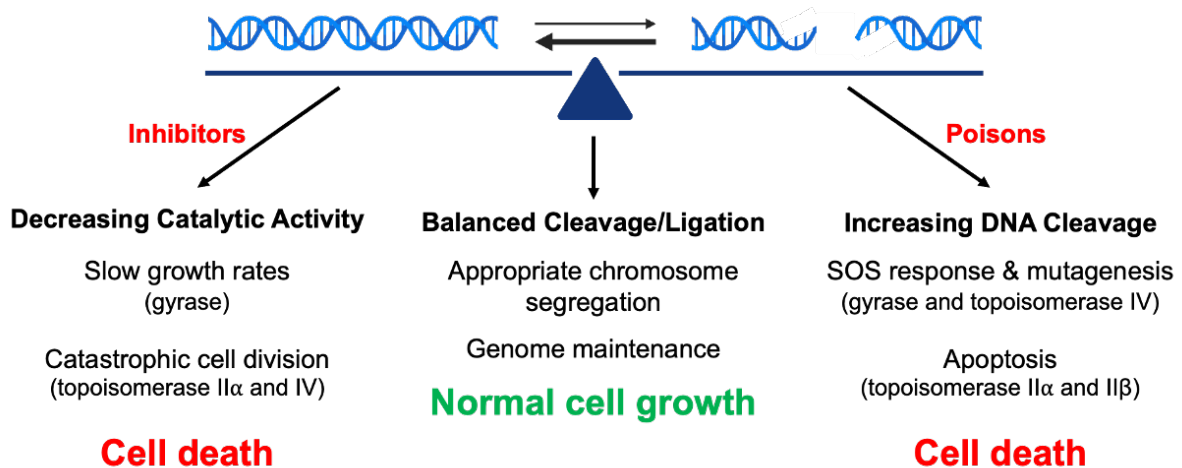 Inhibitors
Poisons
Decreasing Catalytic Activity
Slow growth rates
(gyrase)
Catastrophic cell division
(topoisomerase IIα and IV)
Cell death
Balanced Cleavage/Ligation
Appropriate chromosome
segregation
Genome maintenance
Normal cell growth
Increasing DNA Cleavage
SOS response & mutagenesis
(gyrase and topoisomerase IV)
Apoptosis
(topoisomerase IIα and IIβ)
Cell death